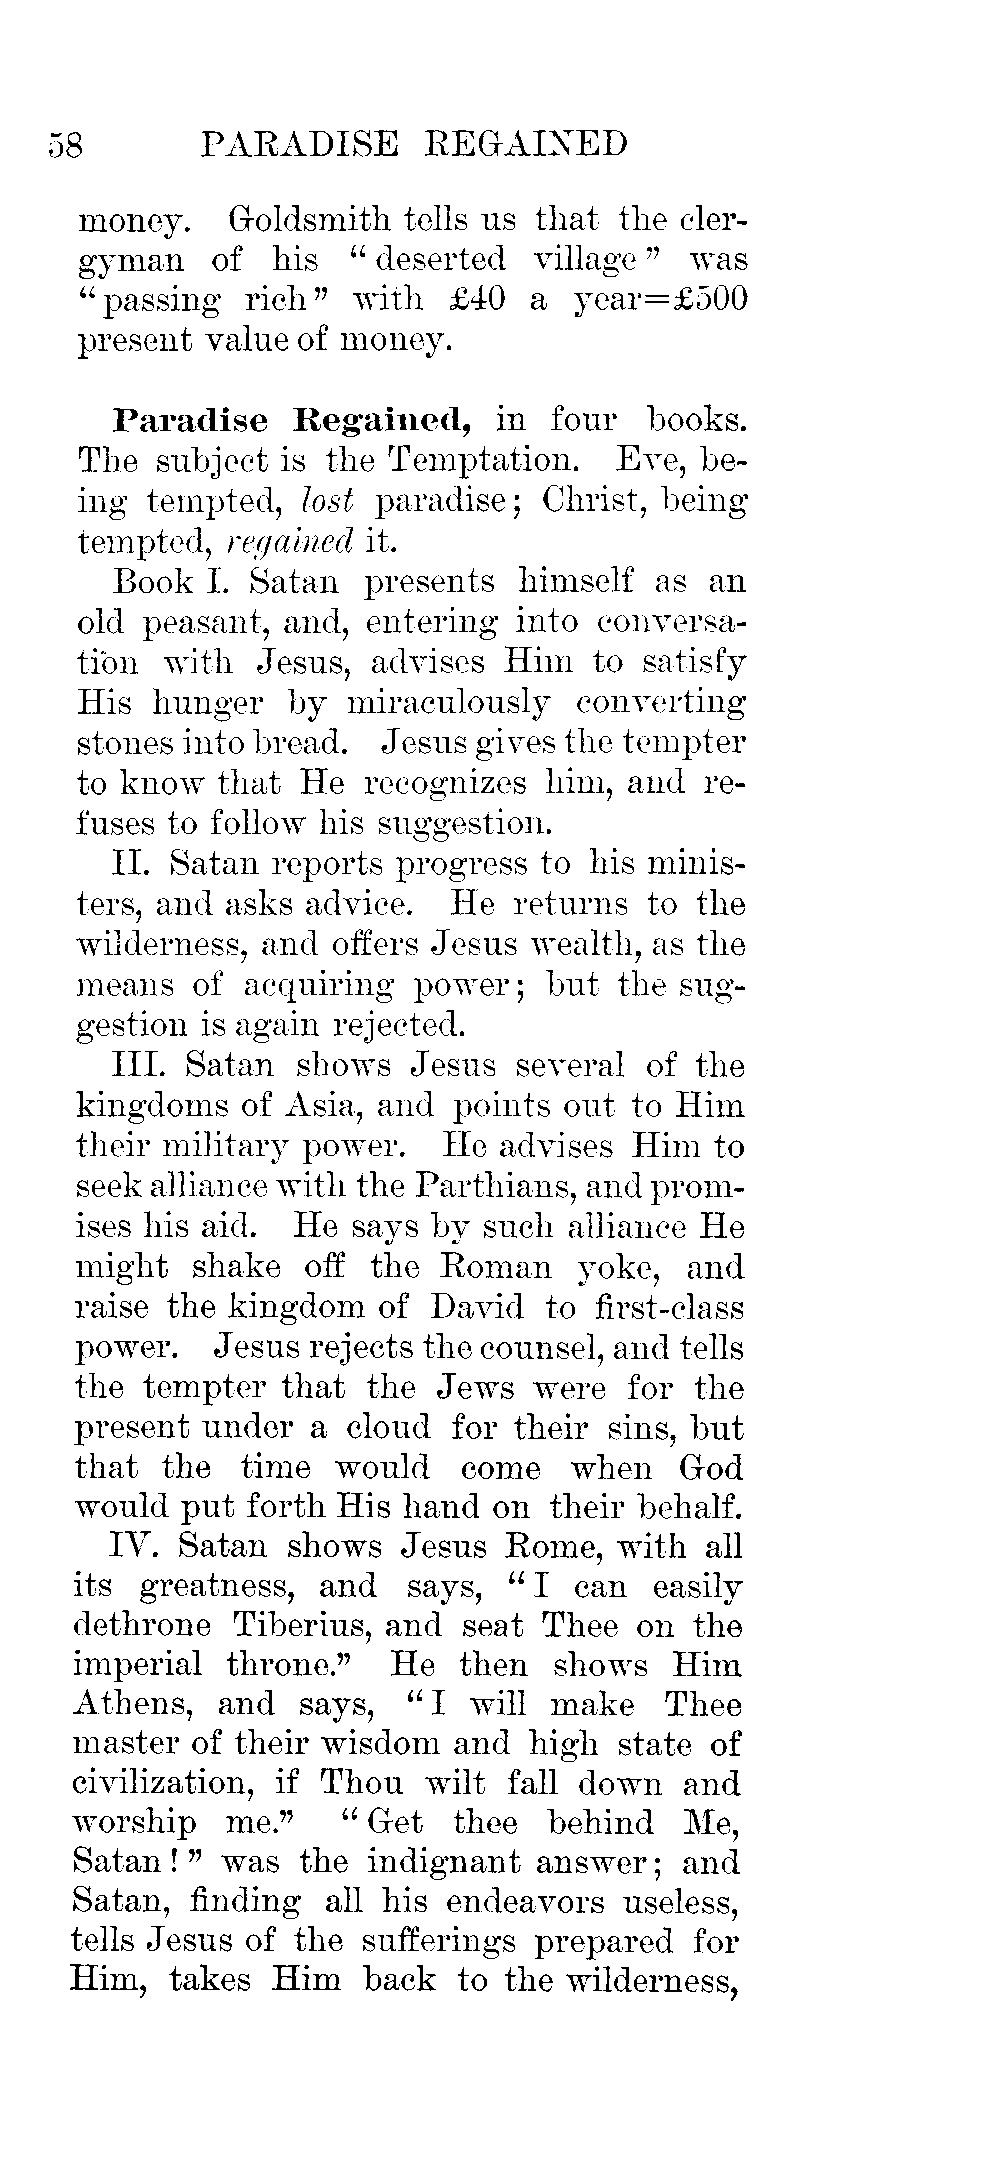 58 PARADISE REGAINED
money. Goldsmith tells us that the cler-
gyman of his “deserted village” was
“passing rich” with £40 a year=£500
present value of money.
Paradise Regained, in four books.
The subject is the Temptation. Eve, be-
ing tempted, lost paradise; Christ, being
tempted, regained it.
Book I. Satan presents himself as an
old peasant, and, entering into conversa-
tion with Jesus, advises Him to satisfy
His hunger by miraculously converting
stones into bread. Jesus gives the tempter
to know that He recognizes him, and re-
fuses to follow his suggestion.
II. Satan reports progress to his minis-
ters, and asks advice. He returns to the
wilderness, and offers Jesus wealth, as the
means of acquiring power; but the sug-
gestion is again rejected.
III. Satan shows Jesus several of the
kingdoms of Asia, and points out to Him
their military power. He advises Him to
seek alliance with the Parthians, and prom-
ises his aid. He says by such alliance He
might shake off the Roman yoke, and
raise the kingdom of David to first-class
power. Jesus rejects the counsel, and tells
the tempter that the Jews were for the
present under a cloud for their sins, but
that the time would come when God
would put forth His hand on their behalf.
IV. Satan shows Jesus Rome, with all
its greatness, and says, “I can easily
dethrone Tiberius, and seat Thee on the
imperial throne.” He then shows Him
Athens, and says, “I will make Thee
master of their wisdom and high state of
civilization, if Thou wilt fall down and
worship me.” “Get thee behind Me,
Satan!” was the indignant answer; and
Satan, finding all his endeavors useless,
tells Jesus of the sufferings prepared for
Him, takes Him back to the wilderness,